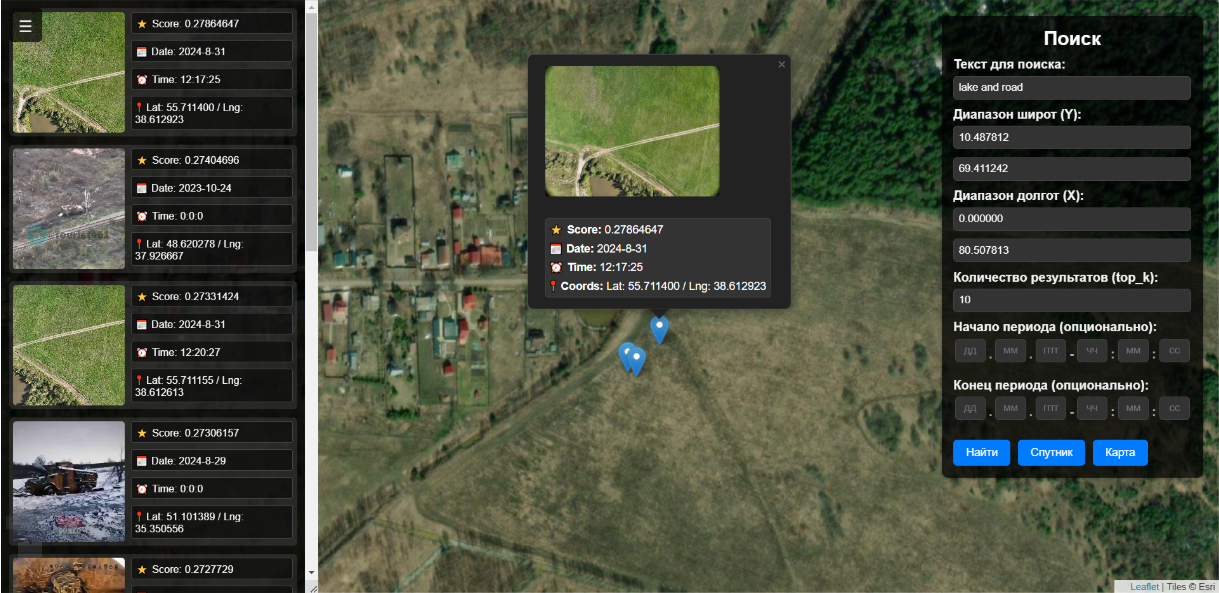 ☰
⭐ Score: 0.27864647
📅 Date: 2024-8-31
⏰ Time: 12:17:25
📍 Lat: 55.711400 / Lng:
38.612923
⭐ Score: 0.27404696
📅 Date: 2023-10-24
⏰ Time: 0:0:0
📍 Lat: 48.620278 / Lng:
37.926667
⭐ Score: 0.27331424
📅 Date: 2024-8-31
⏰ Time: 12:20:27
📍 Lat: 55.711155 / Lng:
38.612613
⭐ Score: 0.27306157
📅 Date: 2024-8-29
⏰ Time: 0:0:0
📍 Lat: 51.101389 / Lng:
35.350556
⭐ Score: 0.2727729
×
⭐ Score: 0.27864647
📅 Date: 2024-8-31
⏰ Time: 12:17:25
📍 Coords: Lat: 55.711400 / Lng: 38.612923
Поиск
Текст для поиска:
lake and road
Диапазон широт (Y):
10.487812
69.411242
Диапазон долгот (X):
0.000000
80.507813
Количество результатов (top_k):
10
Начало периода (опционально):
дд . мм . гггг - чч : мм : сс
Конец периода (опционально):
дд . мм . гггг - чч : мм : сс
Найти Спутник Карта
Leaflet | Tiles © Esri